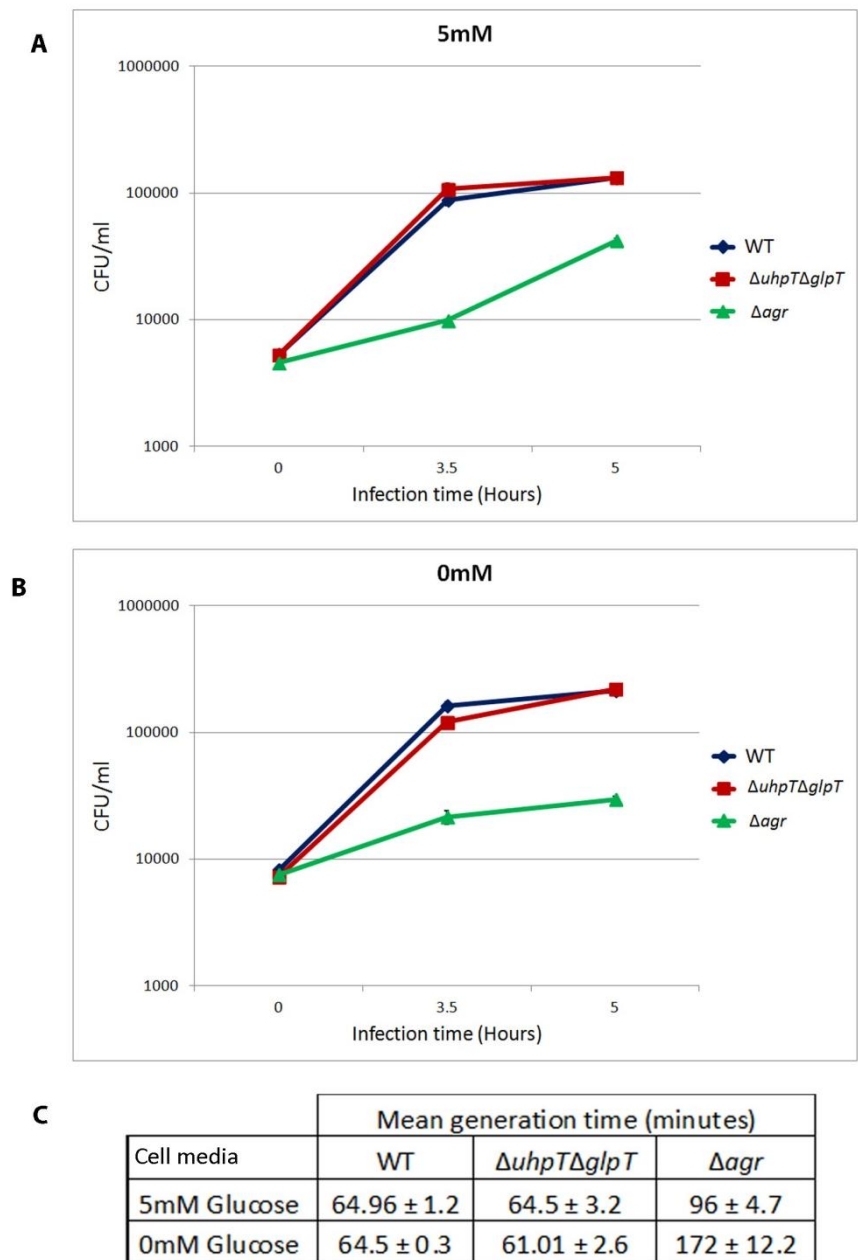 A
5mM
1000000
100000
10000
1000
CFU/ml
0 3.5 5
Infection time (Hours)
WT
ΔuhpTΔglpT
Δagr
B
0mM
1000000
100000
10000
1000
CFU/ml
0 3.5 5
Infection time (Hours)
WT
ΔuhpTΔglpT
Δagr
C
Mean generation time (minutes)
Cell media WT ΔuhpTΔglpT Δagr
5mM Glucose 64.96 ± 1.2 64.5 ± 3.2 96 ± 4.7
0mM Glucose 64.5 ± 0.3 61.01 ± 2.6 172 ± 12.2